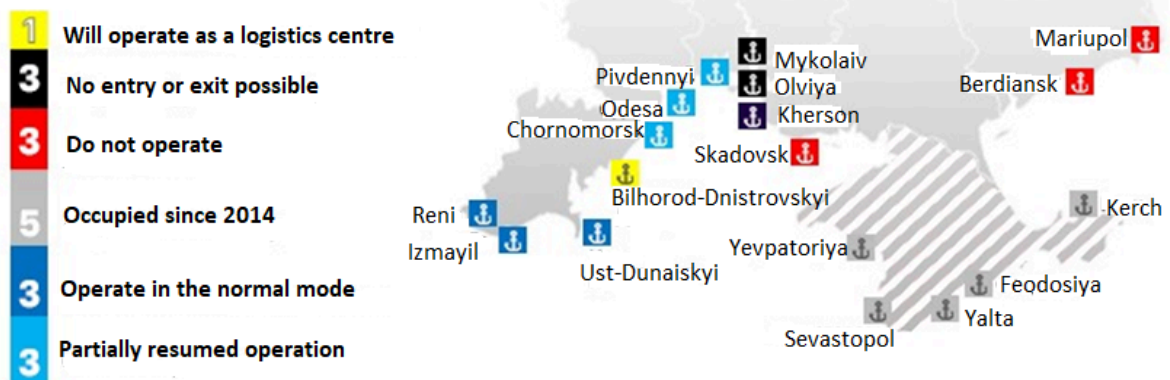 1 Will operate as a logistics centre
3 No entry or exit possible
3 Do not operate
5 Occupied since 2014
3 Operate in the normal mode
3 Partially resumed operation
Mariupol
Mykolaiv
Pivdennyi
Berdiansk
Olviya
Odesa
Kherson
Chornomorsk
Skadovsk
Bilhorod-Dnistrovskyi
Reni
Kerch
Izmayil
Yevpatoriya
Ust-Dunaiskyi
Feodosiya
Yalta
Sevastopol